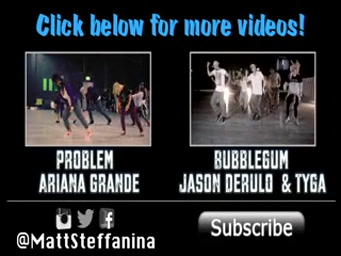 Click below for more videos!
PROBLEM
ARIANA GRANDE
BUBBLEGUM
JASON DERULO & TYGA
@MattSteffanina
Subscribe